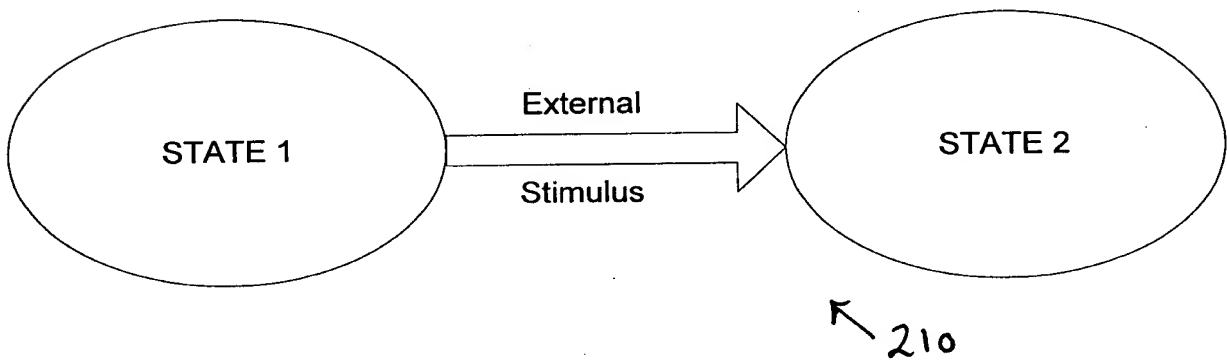 External
STATE 1
STATE 2
Stimulus
210